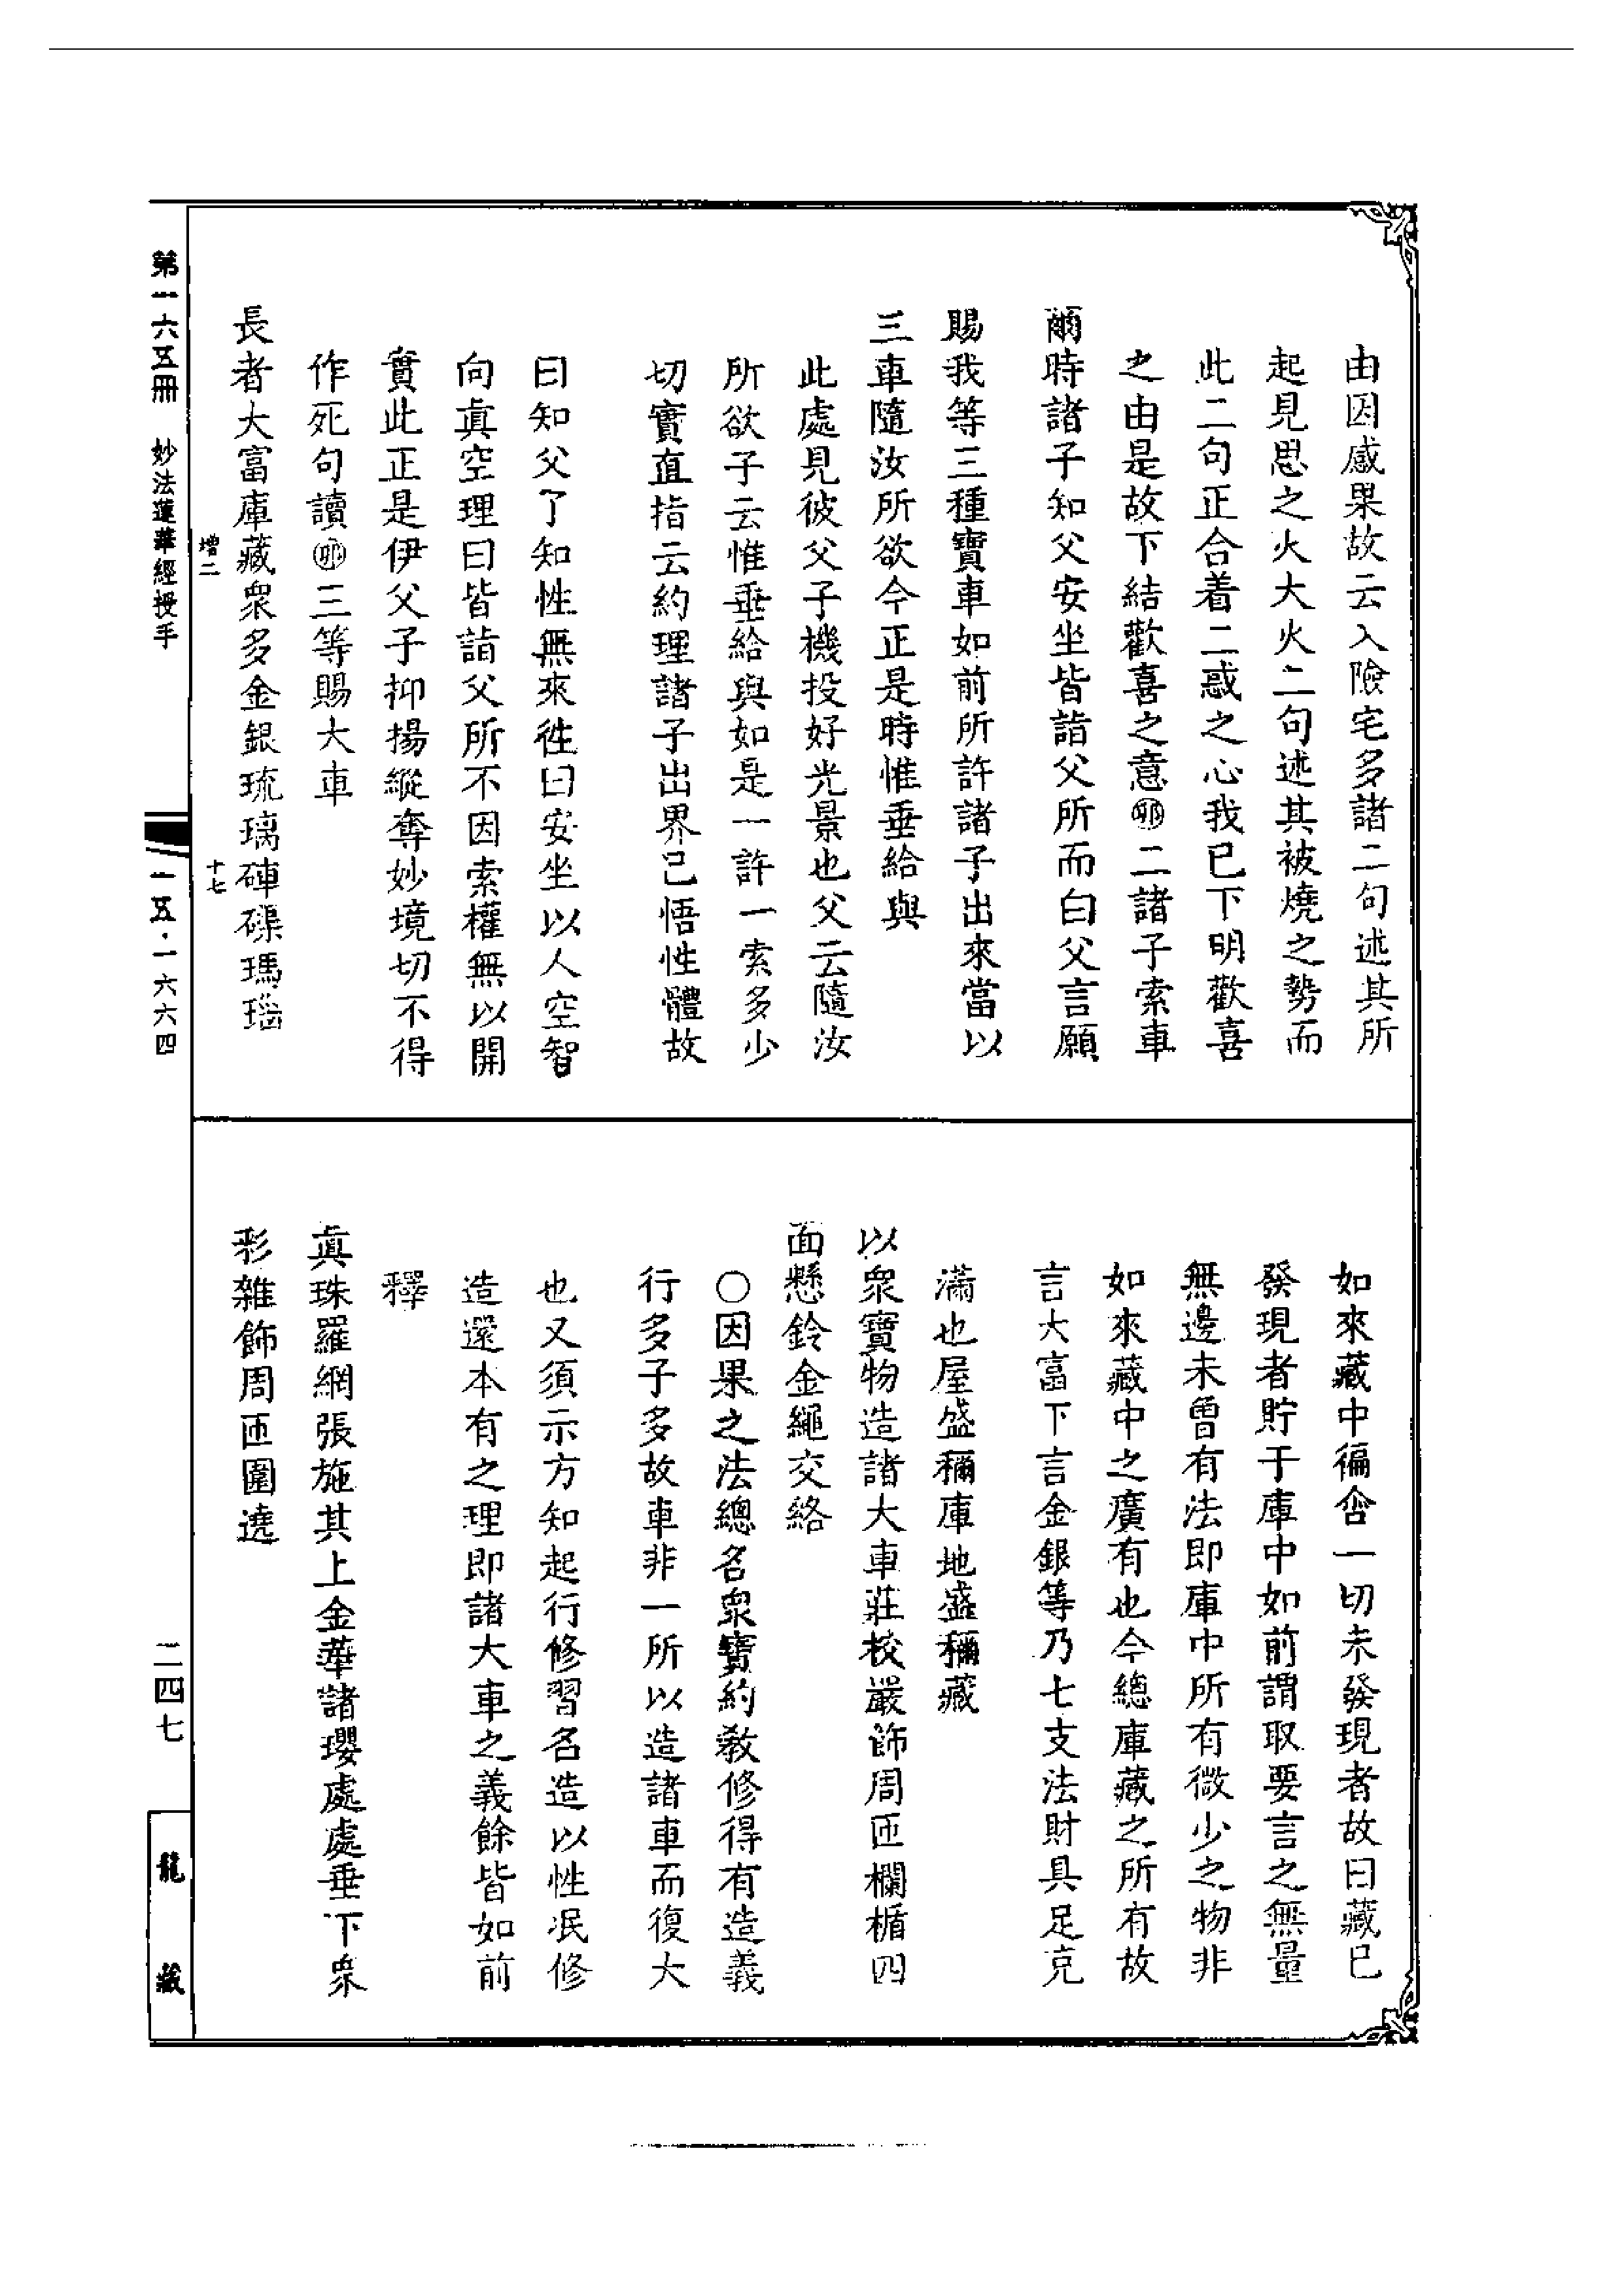 由因感果故云入險宅多諸二句述其所
起見思之火大火二句述其被燒之勢而
此二句正合着二惑之心我已下明歡喜
之由是故下結歡喜之意㊞二諸子索車
爾時諸子知父安坐皆詣父所而白父言願
賜我等三種寶車如前所許諸子出來當以
三車隨汝所欲今正是時惟垂給與
此處見彼父子機投好光景也父云隨汝
所欲子云惟垂給與如是一許一索多少
切實直指云約理諸子出界已悟性體故
曰知父了知性無來往曰安坐以人空智
向眞空理曰皆詣父所不因索權無以開
實此正是伊父子抑揚縱奪妙境切不得
作死句讀㊞三等賜大車
長者大富庫藏衆多金銀琉璃硨磲瑪瑙
如來藏中徧含一切未發現者故曰藏已
發現者貯于庫中如前謂取要言之無量
無邊未曾有法即庫中所有微少之物非
如來藏中之廣有也今總庫藏之所有故
言大富下言金銀等乃七支法財具足充
滿也屋盛稱庫地盛稱藏
以衆寶物造諸大車莊校嚴飾周匝欄楯四
面懸鈴金繩交絡
〇因果之法總名衆寶約教修得有造義
行多子多故車非一所以造諸車而復大
也又須示方知起行修習名造以性泯修
造還本有之理即諸大車之義餘皆如前
釋
眞珠羅網張施其上金華諸瓔處處垂下衆
彩雜飾周匝圍遶
增二
十七
第一六五冊 妙法蓮華經授手
一五·一六六四
二四七
龍藏